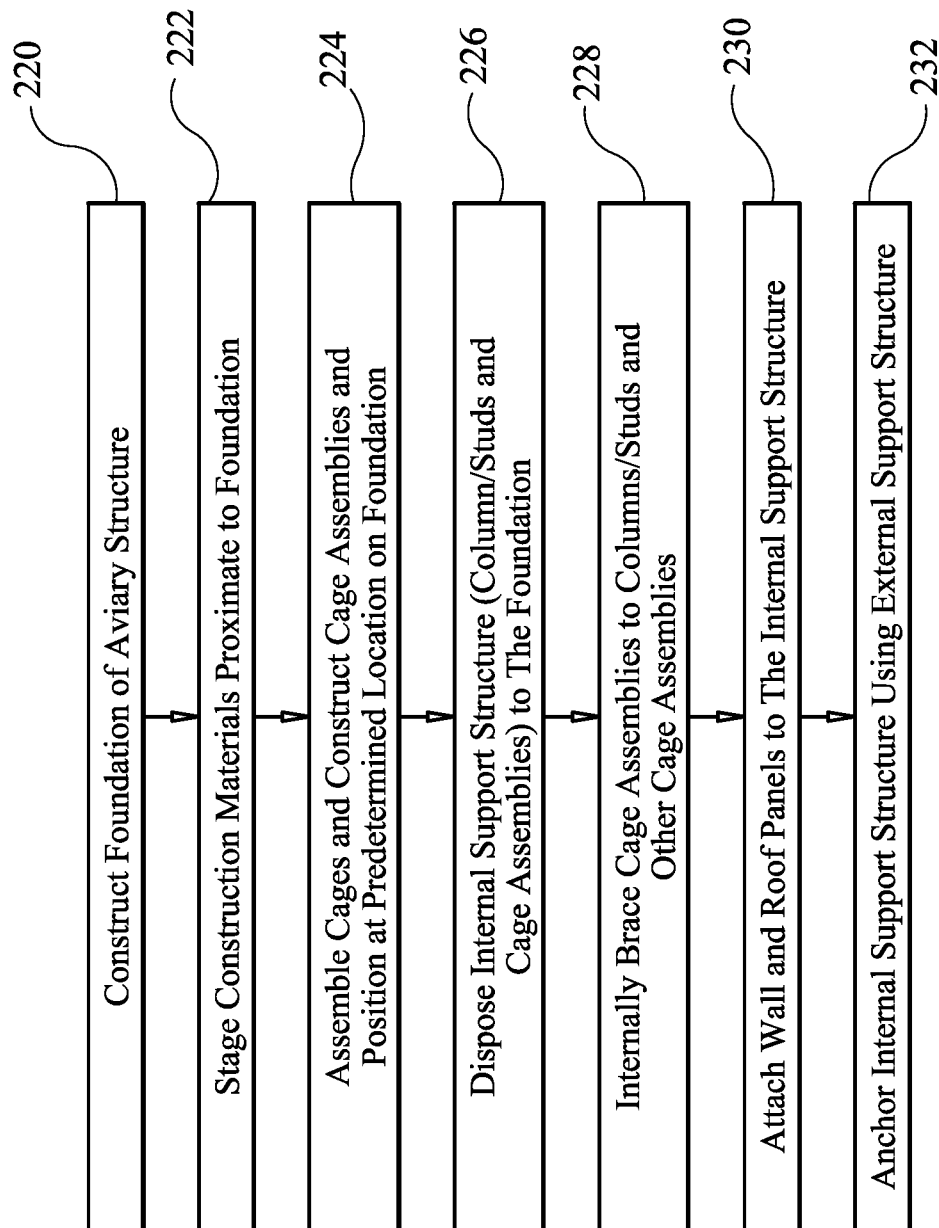 Construct Foundation of Aviary Structure
220
Stage Construction Materials Proximate to Foundation
222
Assemble Cages and Construct Cage Assemblies and
Position at Predetermined Location on Foundation
224
Dispose Internal Support Structure (Column/Studs and
Cage Assemblies) to The Foundation
226
Internally Brace Cage Assemblies to Columns/Studs and
Other Cage Assemblies
228
Attach Wall and Roof Panels to The Internal Support Structure
230
Anchor Internal Support Structure Using External Support Structure
232